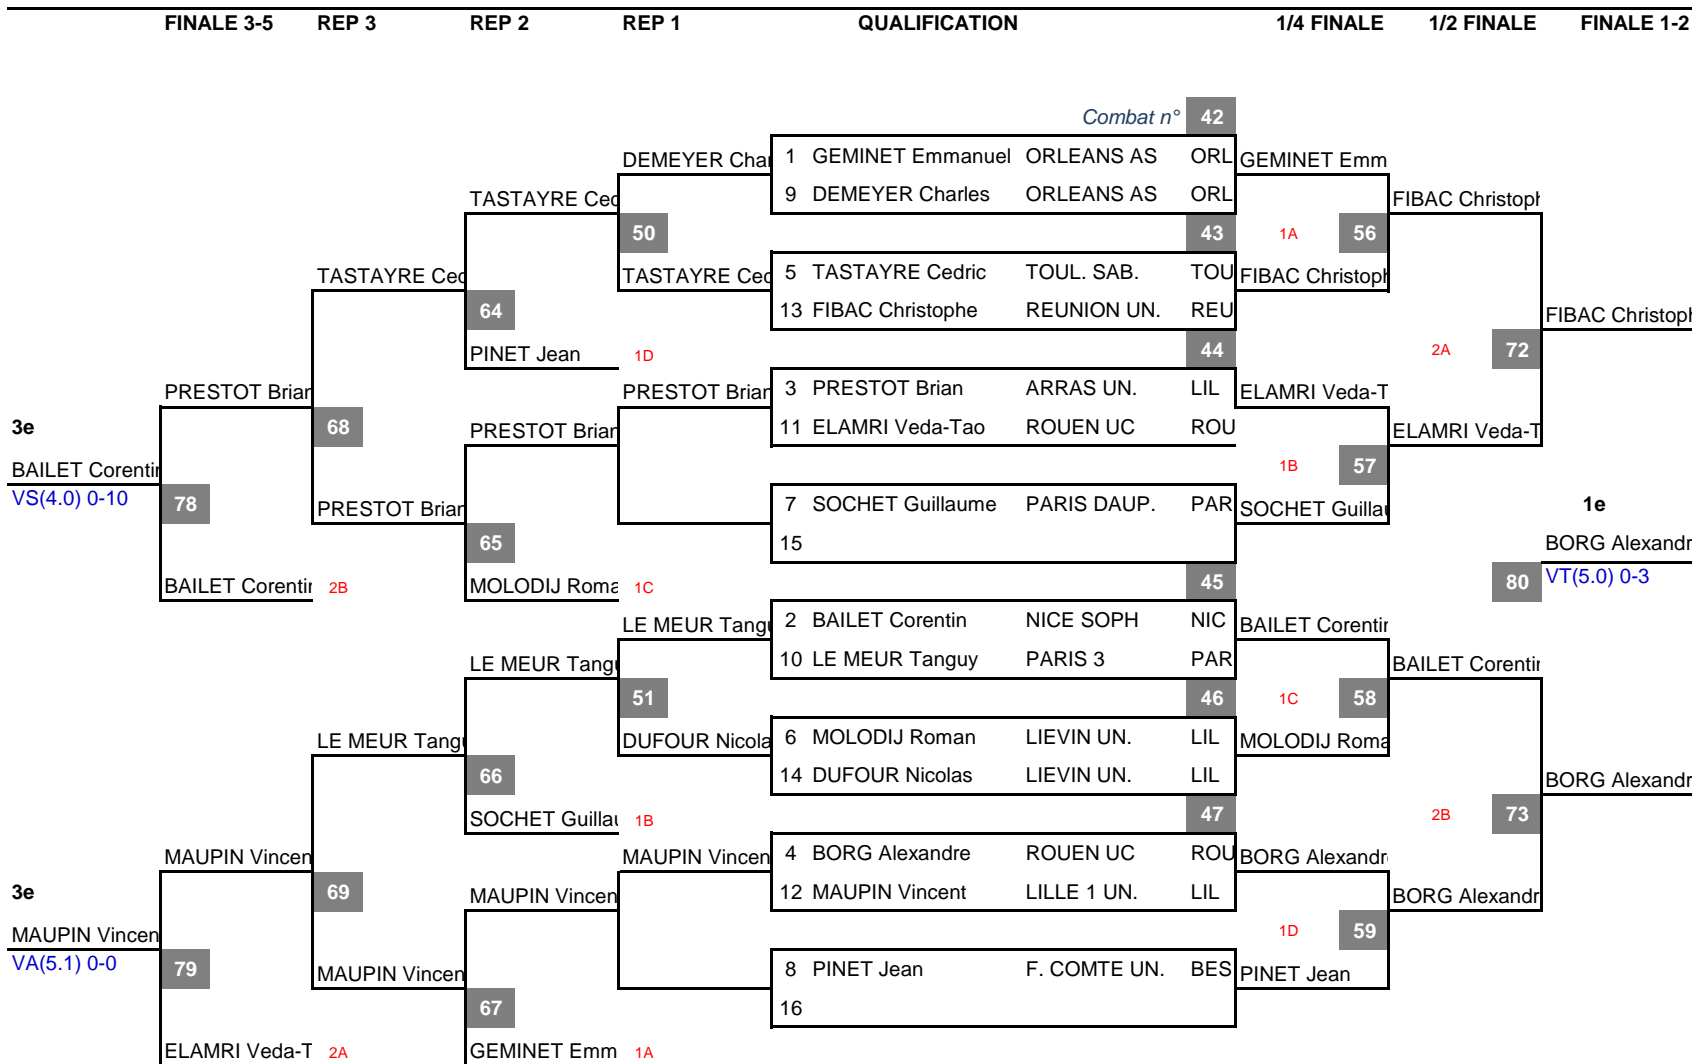 FINALE 3-5 REP 3 REP 2 REP 1 QUALIFICATION 1/4 FINALE 1/2 FINALE FINALE 1-2
Combat n° 42
DEMEYER Char 1 GEMINET Emmanuel ORLEANS AS ORL GEMINET Emm
TASTAYRE Ced 9 DEMEYER Charles ORLEANS AS ORL FIBAC Christoph
50 43 1A 56
TASTAYRE Ced TASTAYRE Ced 5 TASTAYRE Cedric TOUL. SAB. TOU FIBAC Christoph
64 13 FIBAC Christophe REUNION UN. REU FIBAC Christoph
PINET Jean 1D 44 2A 72
PRESTOT Brian PRESTOT Brian 3 PRESTOT Brian ARRAS UN. LIL ELAMRI Veda-T
3e 68 PRESTOT Brian 11 ELAMRI Veda-Tao ROUEN UC ROU ELAMRI Veda-T
BAILET Corentin 1B 57
VS(4.0) 0-10 78 PRESTOT Brian 7 SOCHET Guillaume PARIS DAUP. PAR SOCHET Guillau 1e
65 15 BORG Alexandr
BAILET Corentin 2B MOLODIJ Roma 1C 45 80 VT(5.0) 0-3
LE MEUR Tangu 2 BAILET Corentin NICE SOPH NIC BAILET Corentin
LE MEUR Tangu 10 LE MEUR Tanguy PARIS 3 PAR BAILET Corentin
51 46 1C 58
LE MEUR Tangu DUFOUR Nicola 6 MOLODIJ Roman LIEVIN UN. LIL MOLODIJ Roma
66 14 DUFOUR Nicolas LIEVIN UN. LIL BORG Alexandr
SOCHET Guillau 1B 47 2B 73
MAUPIN Vincen MAUPIN Vincen 4 BORG Alexandre ROUEN UC ROU BORG Alexandre
3e 69 MAUPIN Vincen 12 MAUPIN Vincent LILLE 1 UN. LIL BORG Alexandr
MAUPIN Vincen 1D 59
VA(5.1) 0-0 79 MAUPIN Vincen 8 PINET Jean F. COMTE UN. BES PINET Jean
67 16
ELAMRI Veda-T 2A GEMINET Emm 1A